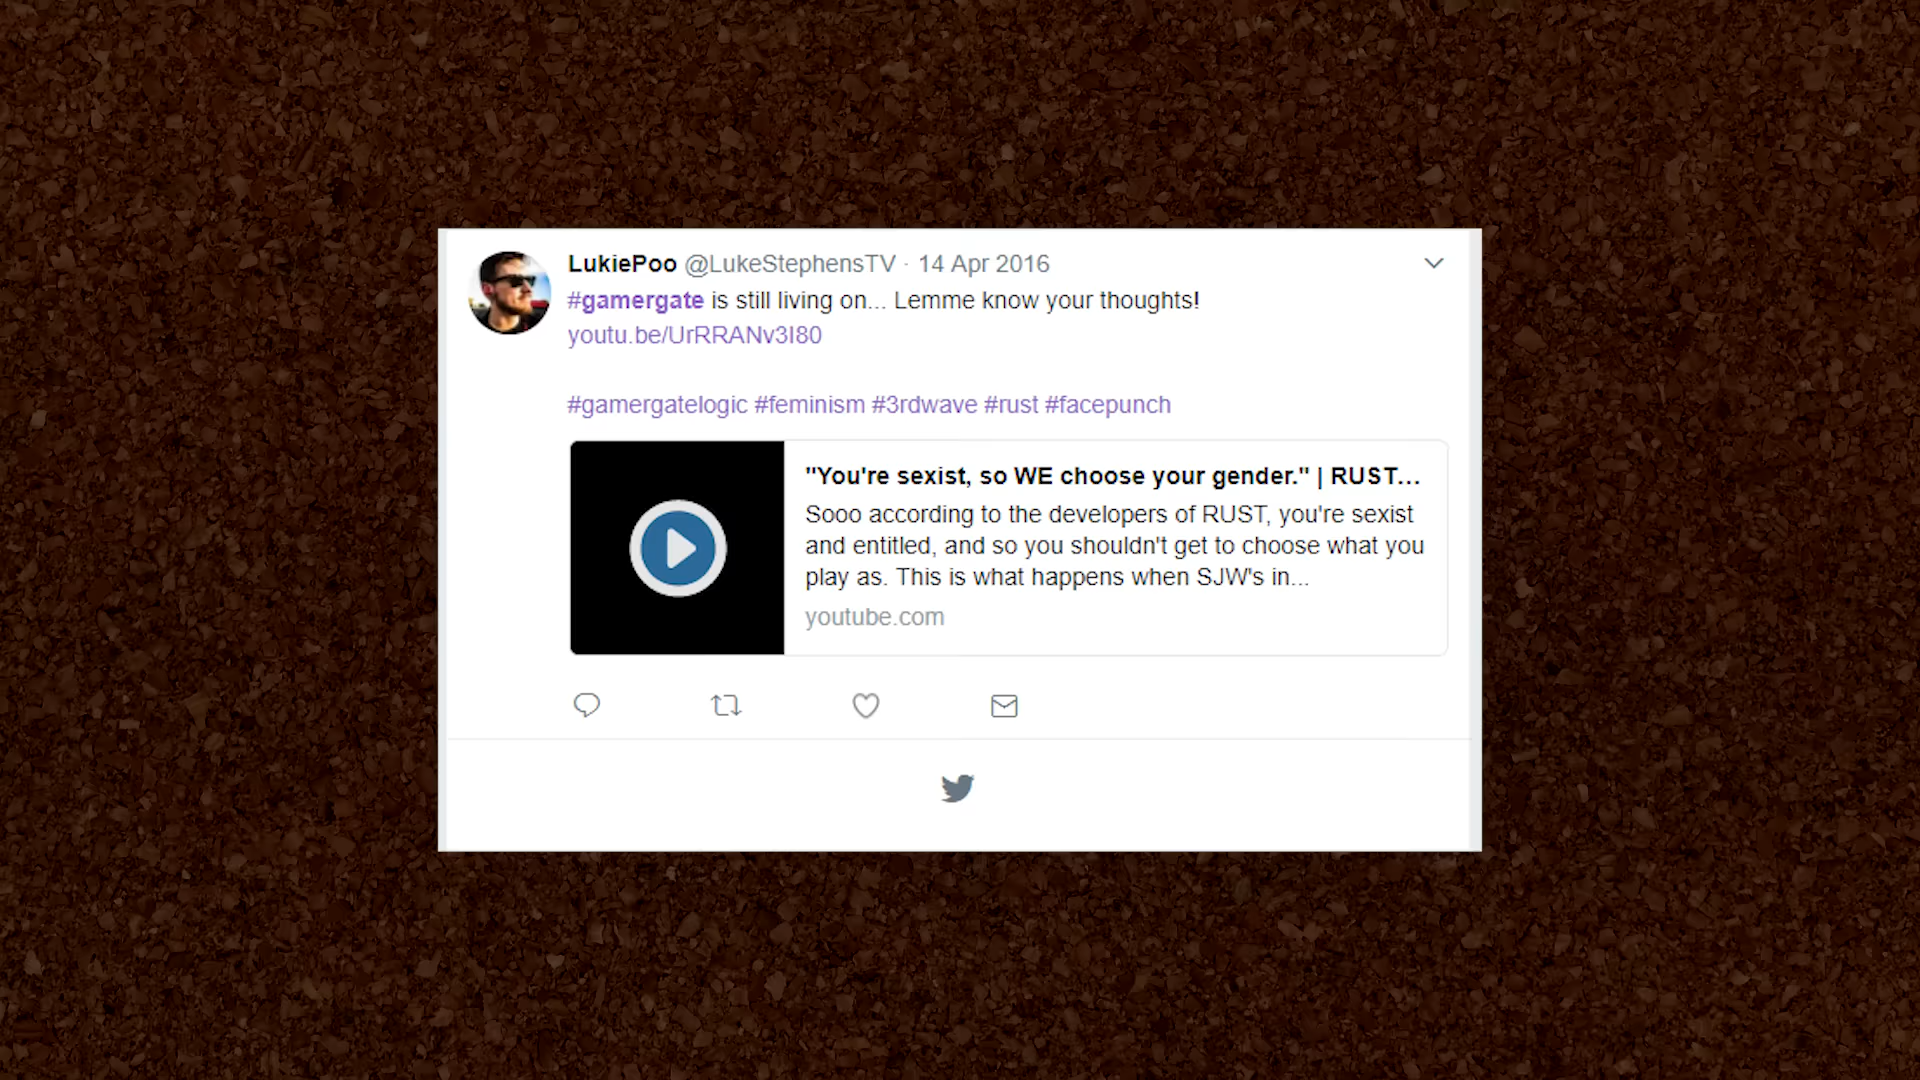 LukiePoo @LukeStephensTV · 14 Apr 2016
#gamergate is still living on... Lemme know your thoughts!
youtu.be/UrRRANv3I80
#gamergatelogic #feminism #3rdwave #rust #facepunch
"You're sexist, so WE choose your gender." | RUST...
Sooo according to the developers of RUST, you're sexist
and entitled, and so you shouldn't get to choose what you
play as. This is what happens when SJW's in...
youtube.com